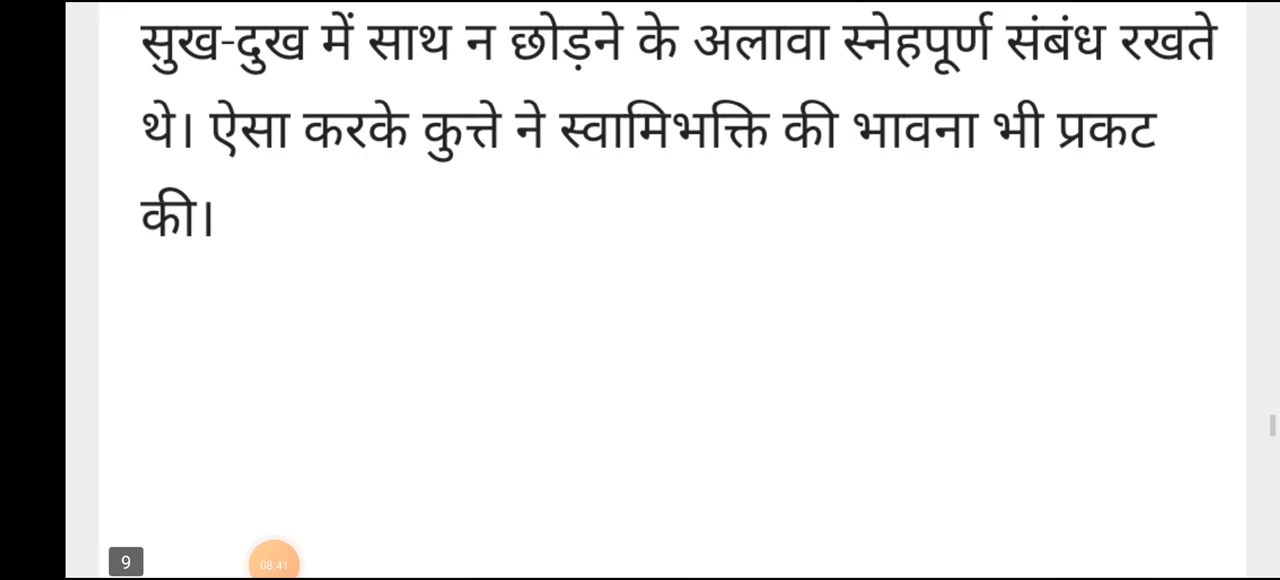 सुख-दुख में साथ न छोड़ने के अलावा स्नेहपूर्ण संबंध रखते
थे। ऐसा करके कुत्ते ने स्वामिभक्ति की भावना भी प्रकट
की।
9
08:41